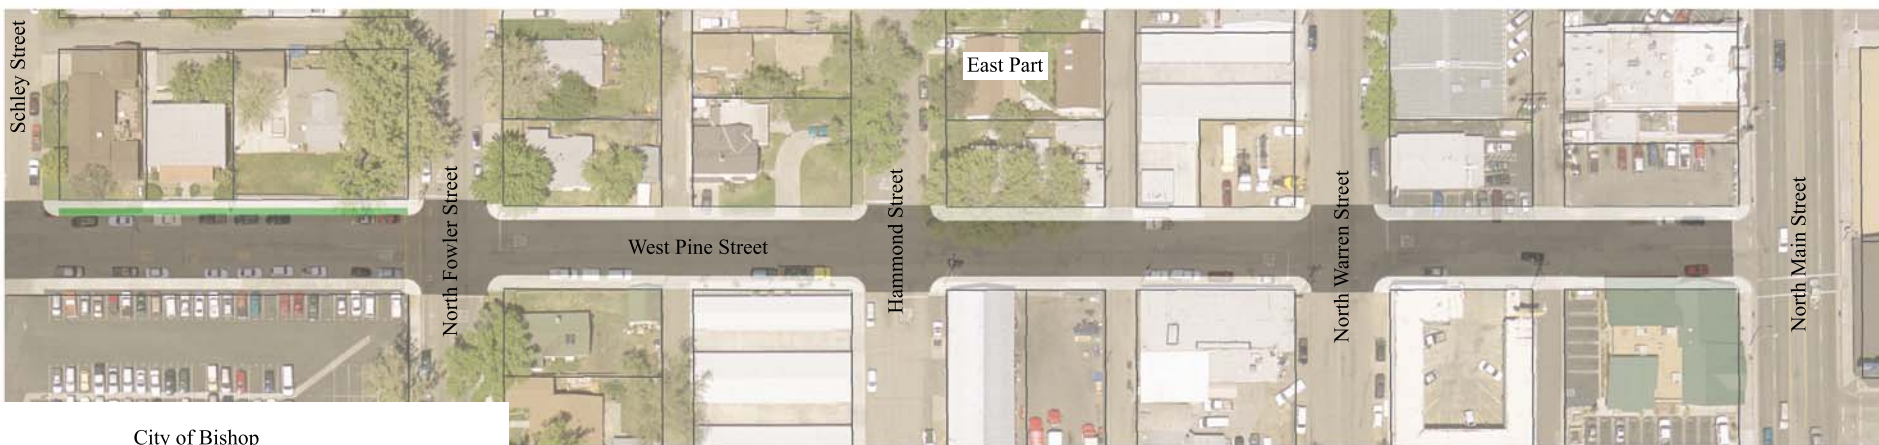 Schley Street
East Part
North Fowler Street
West Pine Street
Hammond Street
North Warren Street
North Main Street
City of Bishop